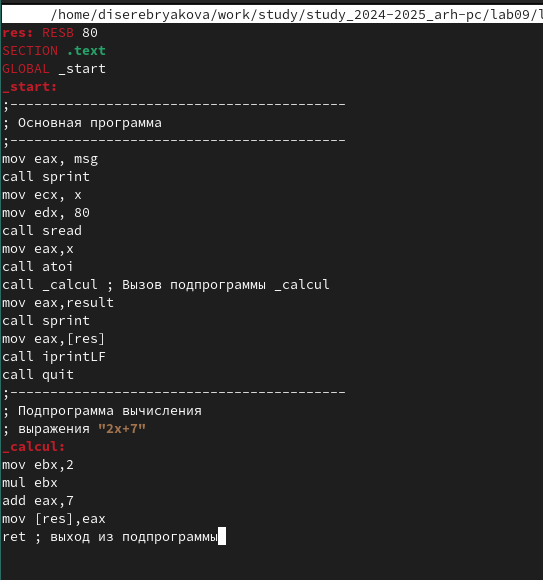 /home/diserebryakova/work/study/study_2024-2025_arh-pc/lab09/l
res: RESB 80
SECTION .text
GLOBAL _start
_start:
;------------------------------------------
; Основная программа
;------------------------------------------
mov eax, msg
call sprint
mov ecx, x
mov edx, 80
call sread
mov eax,x
call atoi
call _calcul ; Вызов подпрограммы _calcul
mov eax,result
call sprint
mov eax,[res]
call iprintLF
call quit
;------------------------------------------
; Подпрограмма вычисления
; выражения "2x+7"
_calcul:
mov ebx,2
mul ebx
add eax,7
mov [res],eax
ret ; выход из подпрограммы